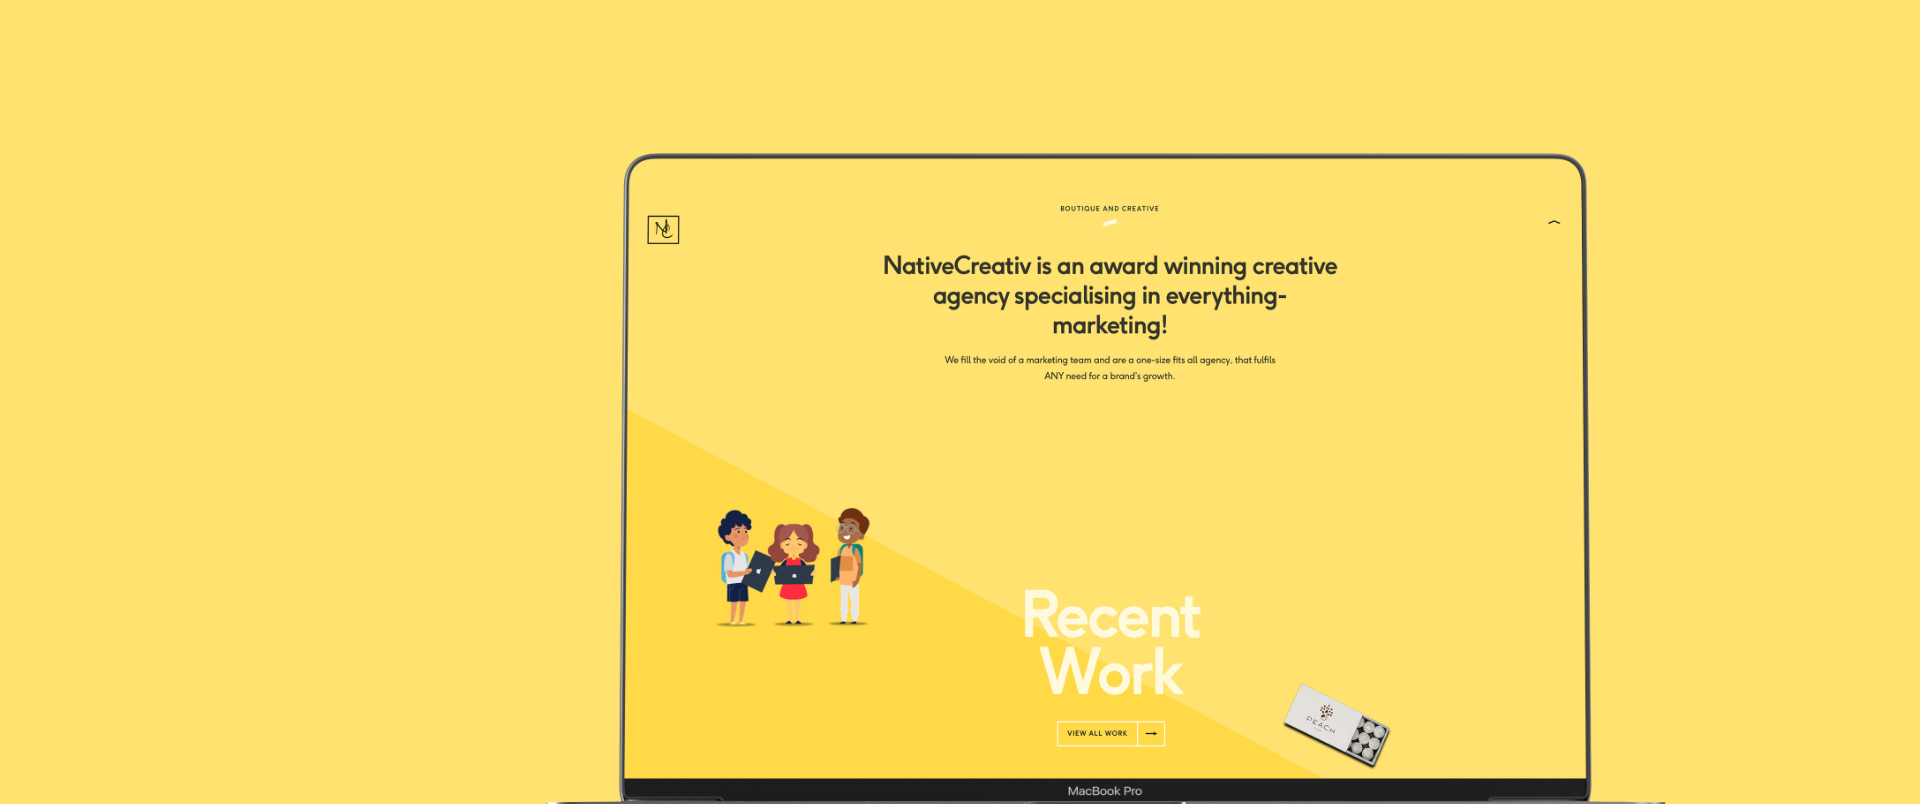 BOUTIQUE AND CREATIVE
NC
NativeCreativ is an award winning creative
agency specialising in everything-
marketing!
We fill the void of a marketing team and are a one-size fits all agency, that fulfils
ANY need for a brand's growth.
Recent
Work
VIEW ALL WORK
PEACH
MacBook Pro